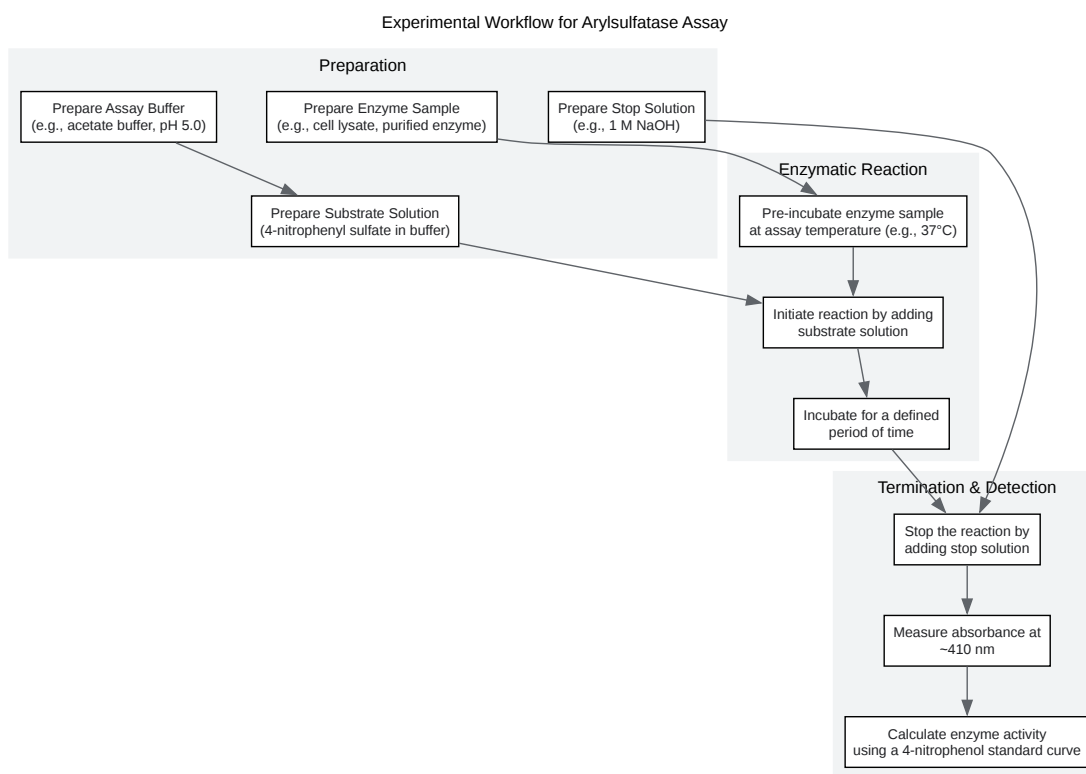 Experimental Workflow for Arylsulfatase Assay
Preparation
Prepare Assay Buffer
(e.g., acetate buffer, pH 5.0)
Prepare Enzyme Sample
(e.g., cell lysate, purified enzyme)
Prepare Stop Solution
(e.g., 1 M NaOH)
Prepare Substrate Solution
(4-nitrophenyl sulfate in buffer)
Enzymatic Reaction
Pre-incubate enzyme sample
at assay temperature (e.g., 37°C)
Initiate reaction by adding
substrate solution
Incubate for a defined
period of time
Termination & Detection
Stop the reaction by
adding stop solution
Measure absorbance at
~410 nm
Calculate enzyme activity
using a 4-nitrophenol standard curve